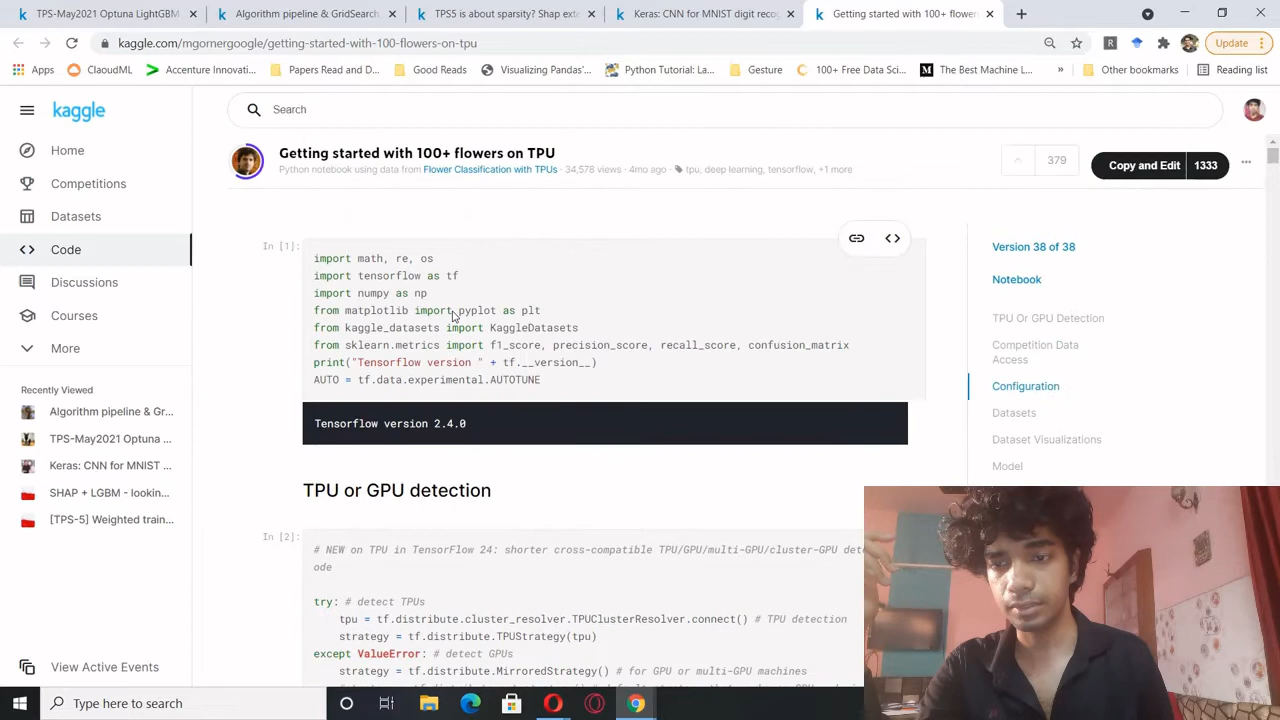 TPS-May2021 Optuna LightGBM
Algorithm pipeline & GridSearch
TPS5 is about sparsity? Shap exte
Keras: CNN for MNIST digit recog
Getting started with 100+ flowers
kaggle.com/mgornergoogle/getting-started-with-100-flowers-on-tpu
Update
Apps
ClaoudML
Accenture Innovati...
Papers Read and D...
Good Reads
Visualizing Pandas'...
Python Tutorial: La...
Gesture
100+ Free Data Sci...
The Best Machine L...
Other bookmarks
Reading list
kaggle
Search
Home
Competitions
Datasets
Code
Discussions
Courses
More
Recently Viewed
Algorithm pipeline & Gr...
TPS-May2021 Optuna ...
Keras: CNN for MNIST ...
SHAP + LGBM - lookin...
[TPS-5] Weighted train...
View Active Events
Getting started with 100+ flowers on TPU
Python notebook using data from Flower Classification with TPUs · 34,578 views · 4mo ago · tpu, deep learning, tensorflow, +1 more
379
Copy and Edit 1333
In [1]:
import math, re, os
import tensorflow as tf
import numpy as np
from matplotlib import pyplot as plt
from kaggle_datasets import KaggleDatasets
from sklearn.metrics import f1_score, precision_score, recall_score, confusion_matrix
print("Tensorflow version " + tf.__version__)
AUTO = tf.data.experimental.AUTOTUNE
Tensorflow version 2.4.0
TPU or GPU detection
In [2]:
# NEW on TPU in TensorFlow 24: shorter cross-compatible TPU/GPU/multi-GPU/cluster-GPU dete
ode
try: # detect TPUs
tpu = tf.distribute.cluster_resolver.TPUClusterResolver.connect() # TPU detection
strategy = tf.distribute.TPUStrategy(tpu)
except ValueError: # detect GPUs
strategy = tf.distribute.MirroredStrategy() # for GPU or multi-GPU machines
Version 38 of 38
Notebook
TPU Or GPU Detection
Competition Data
Access
Configuration
Datasets
Dataset Visualizations
Model
Type here to search